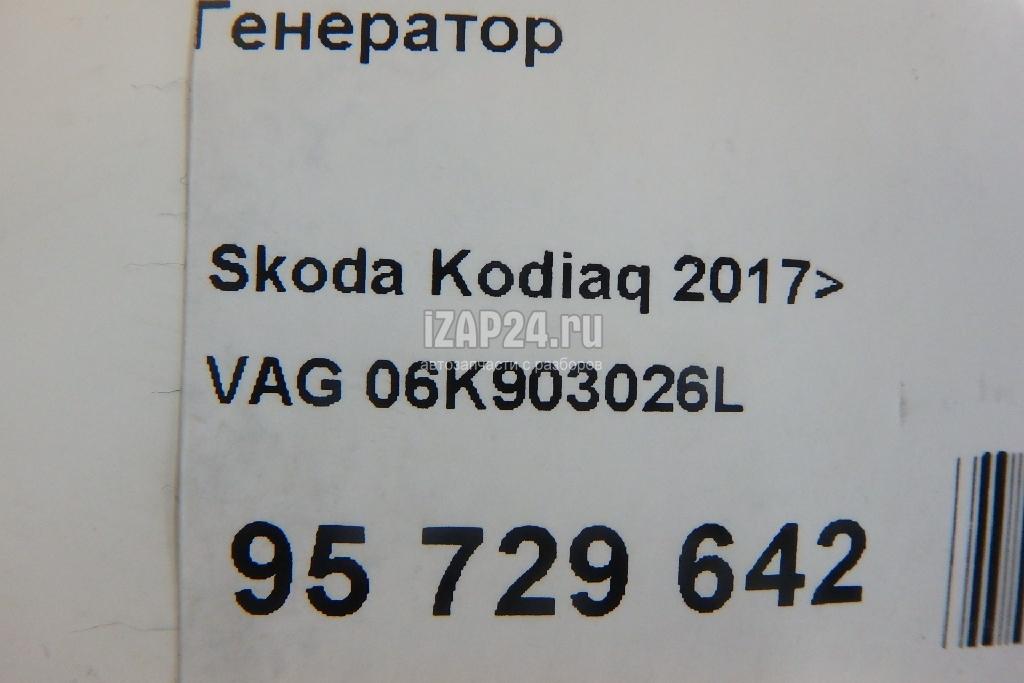 Генератор
Skoda Kodiaq 2017>
iZAP24.ru
автозапчасти с разборов
VAG 06K903026L
95 729 642